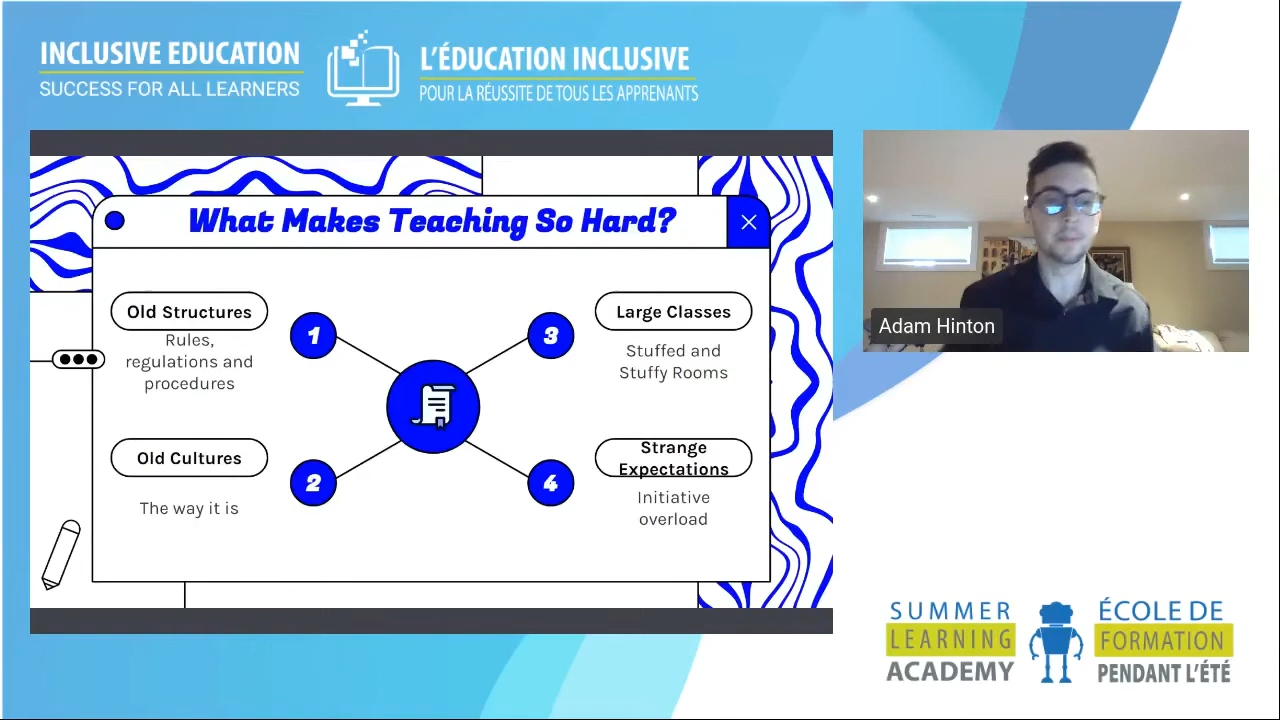 INCLUSIVE EDUCATION
SUCCESS FOR ALL LEARNERS
L'ÉDUCATION INCLUSIVE
POUR LA RÉUSSITE DE TOUS LES APPRENANTS
What Makes Teaching So Hard?
Old Structures
Rules,
regulations and
procedures
1
Old Cultures
The way it is
2
3
Large Classes
Stuffed and
Stuffy Rooms
4
Strange
Expectations
Initiative
overload
Adam Hinton
SUMMER
LEARNING
ACADEMY
ÉCOLE DE
FORMATION
PENDANT L'ÉTÉ